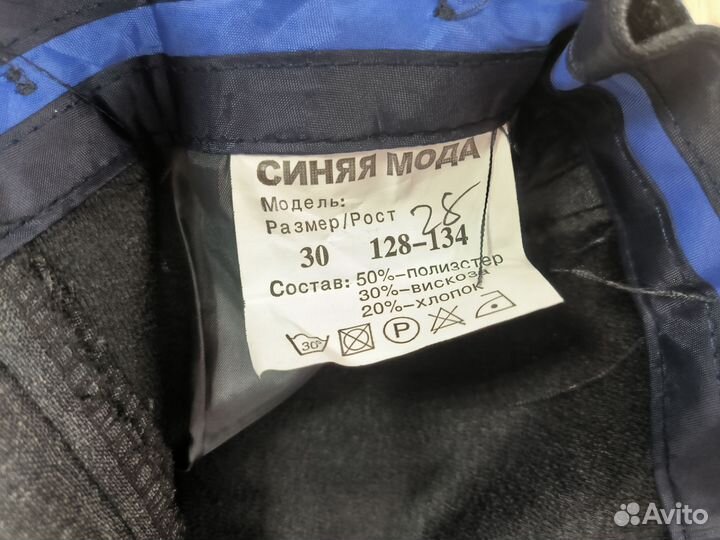 СИНЯЯ МОДА
Модель:
Размер/Рост 28
30 128-134
Состав: 50%-полиэстер
30%-вискоза
20%-хлопок
30°
P
Avito